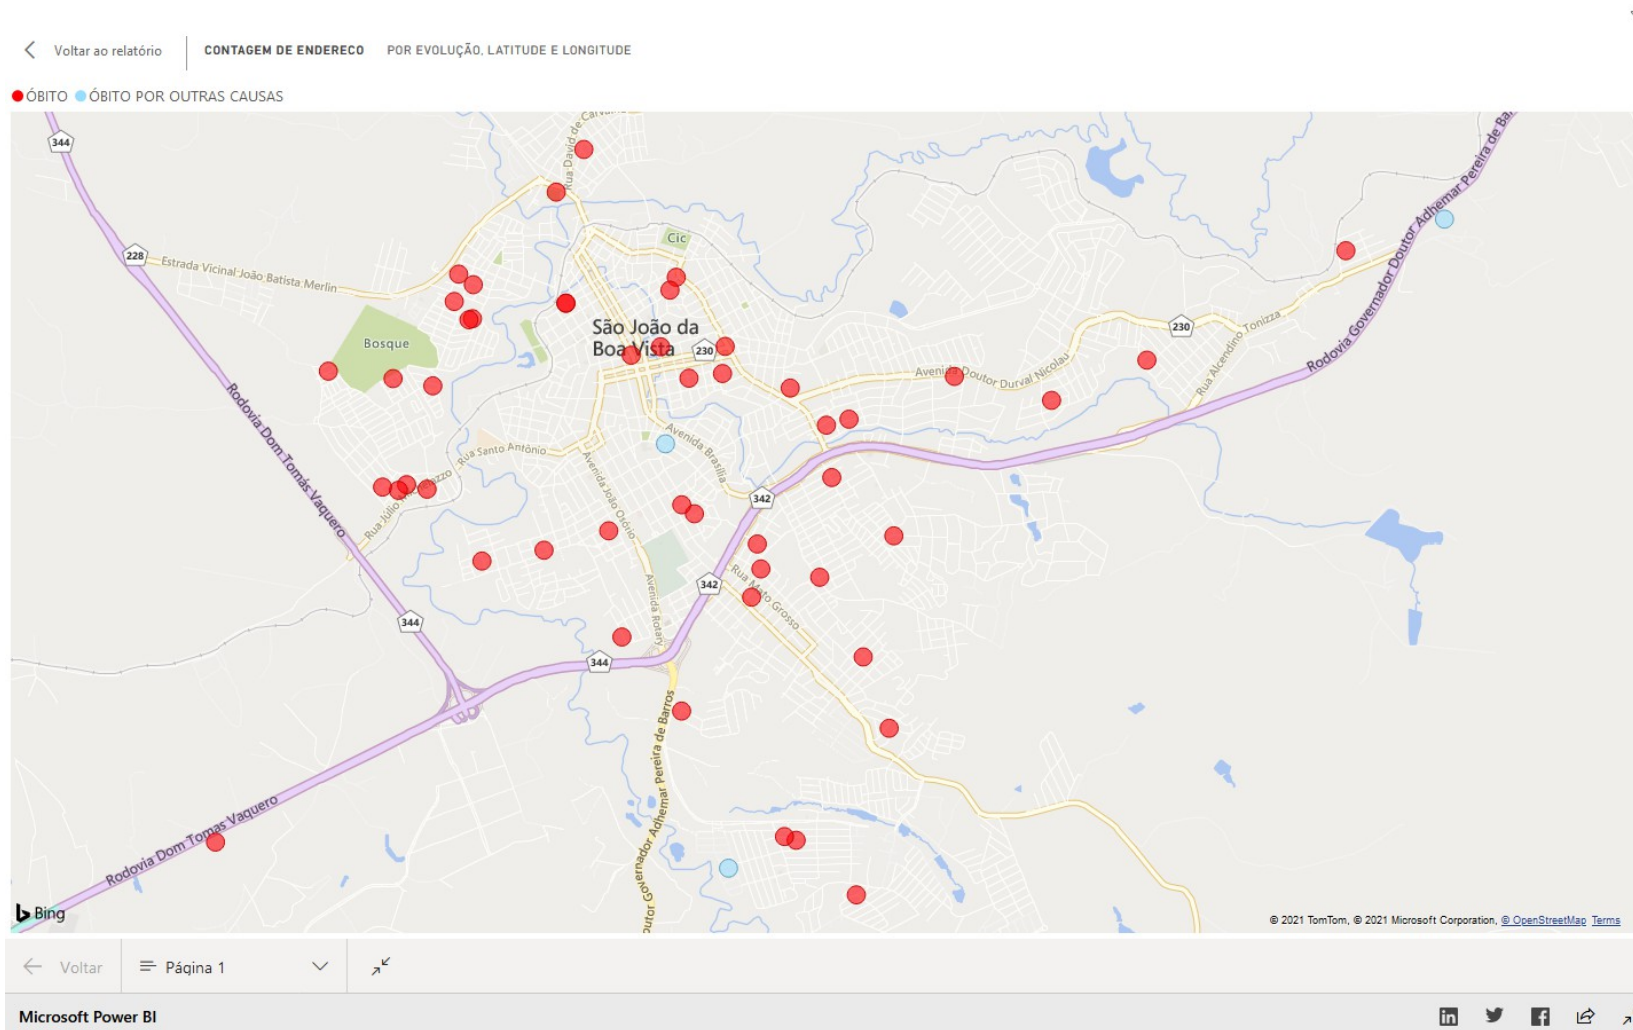 Voltar ao relatório
CONTAGEM DE ENDERECO POR EVOLUÇÃO, LATITUDE E LONGITUDE
ÓBITO ÓBITO POR OUTRAS CAUSAS
344
Rua David de Carvalho
Rodovia Governador Doutor Adhemar Pereira de Ba
Cic
228
Estrada Vicinal João Batista Merlin
São João da
Boa Vista
230
230
Bosque
Rua Alcendino Tonizza
Avenida Doutor Durval Nicolau
Rodovia Dom Tomás Vaquero
Rua Santo Antônio
Avenida Brasília
Avenida João Otório
342
342
Rua Mato Grosso
Avenida Rotary
344
344
outor Governador Adhemar Pereira de Barros
Rodovia Dom Tomas Vaquero
Bing
© 2021 TomTom, © 2021 Microsoft Corporation, © OpenStreetMap Terms
Voltar
Página 1
Microsoft Power BI